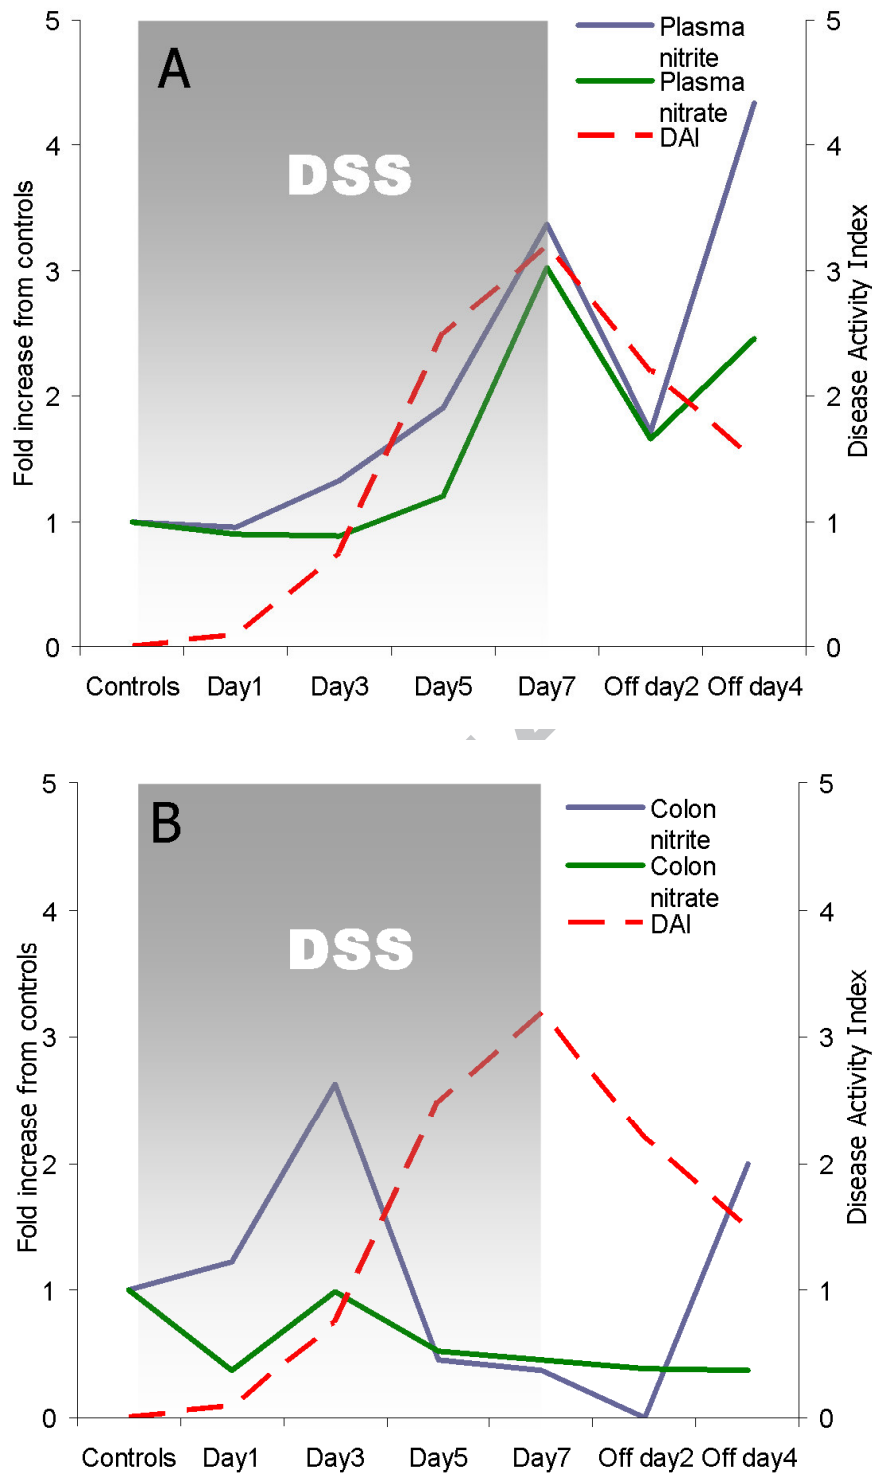 A
DSS
Plasma
nitrite
Plasma
nitrate
DAI
Fold increase from controls
Disease Activity Index
5
4
3
2
1
0
5
4
3
2
1
0
Controls Day1 Day3 Day5 Day7 Off day2 Off day4
B
DSS
Colon
nitrite
Colon
nitrate
DAI
Fold increase from controls
Disease Activity Index
5
4
3
2
1
0
5
4
3
2
1
0
Controls Day1 Day3 Day5 Day7 Off day2 Off day4